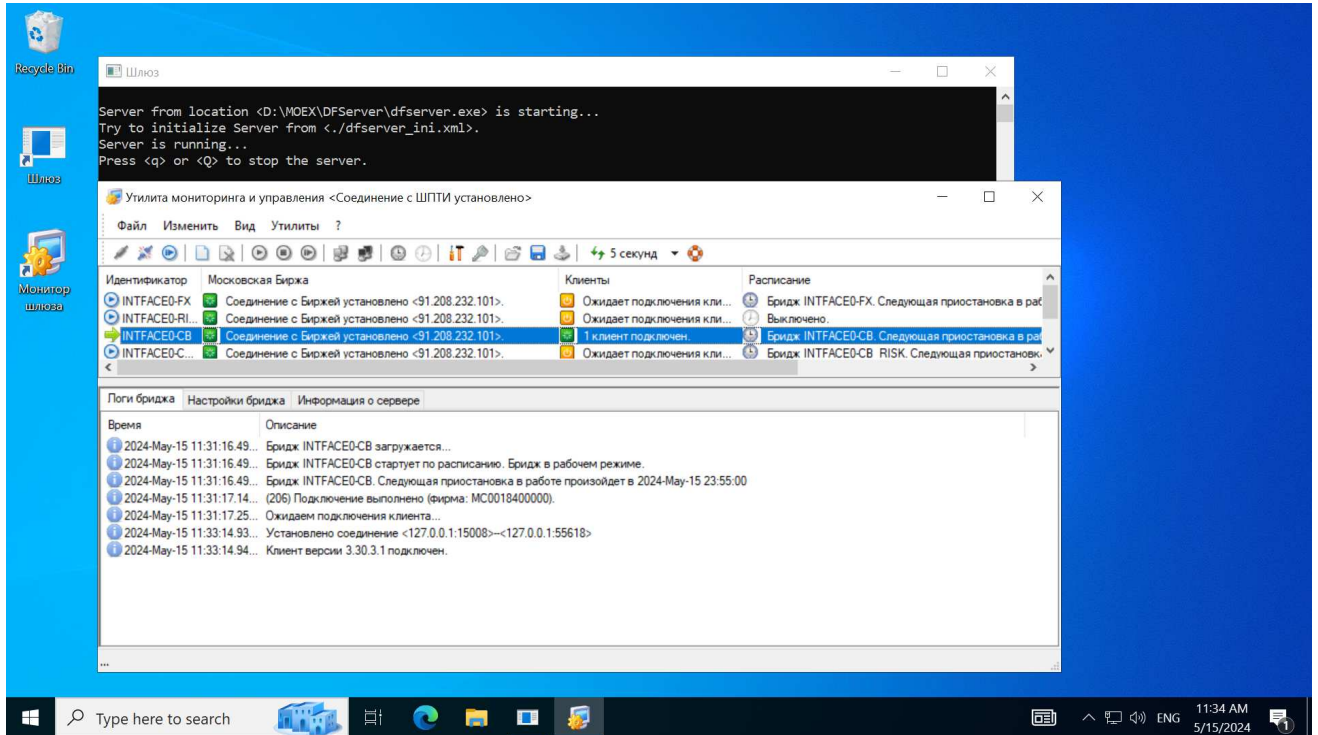 Recycle Bin
Шлюз
Монитор
шлюза
Шлюз
Server from location <D:\MOEX\DFServer\dfserver.exe> is starting...
Try to initialize Server from <./dfserver_ini.xml>.
Server is running...
Press <q> or <Q> to stop the server.
Утилита мониторинга и управления <Соединение с ШПТИ установлено>
Файл Изменить Вид Утилиты ?
5 секунд
Идентификатор Московская Биржа Клиенты Расписание
INTFACE0-FX Соединение с Биржей установлено <91.208.232.101>. Ожидает подключения кли... Бридж INTFACE0-FX. Следующая приостановка в раб
INTFACE0-RI... Соединение с Биржей установлено <91.208.232.101>. Ожидает подключения кли... Выключено.
INTFACE0-CB Соединение с Биржей установлено <91.208.232.101>. 1 клиент подключен. Бридж INTFACE0-CB. Следующая приостановка в раб
INTFACE0-C... Соединение с Биржей установлено <91.208.232.101>. Ожидает подключения кли... Бридж INTFACE0-CB_RISK. Следующая приостановк
Логи бриджа Настройки бриджа Информация о сервере
Время Описание
2024-May-15 11:31:16.49... Бридж INTFACE0-CB загружается...
2024-May-15 11:31:16.49... Бридж INTFACE0-CB стартует по расписанию. Бридж в рабочем режиме.
2024-May-15 11:31:16.49... Бридж INTFACE0-CB. Следующая приостановка в работе произойдет в 2024-May-15 23:55:00
2024-May-15 11:31:17.14... (206) Подключение выполнено (фирма: MC0018400000).
2024-May-15 11:31:17.25... Ожидаем подключения клиента...
2024-May-15 11:33:14.93... Установлено соединение <127.0.0.1:15008>--<127.0.0.1:55618>
2024-May-15 11:33:14.94... Клиент версии 3.30.3.1 подключен.
...
Type here to search
ENG
11:34 AM
5/15/2024
1